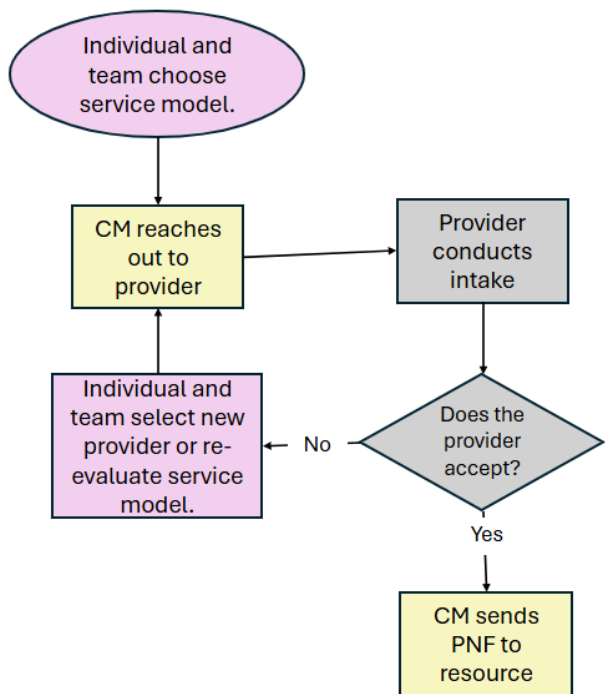 Individual and
team choose
service model.
CM reaches
out to
provider
Provider
conducts
intake
Does the
provider
accept?
No
Individual and
team select new
provider or re-
evaluate service
model.
Yes
CM sends
PNF to
resource